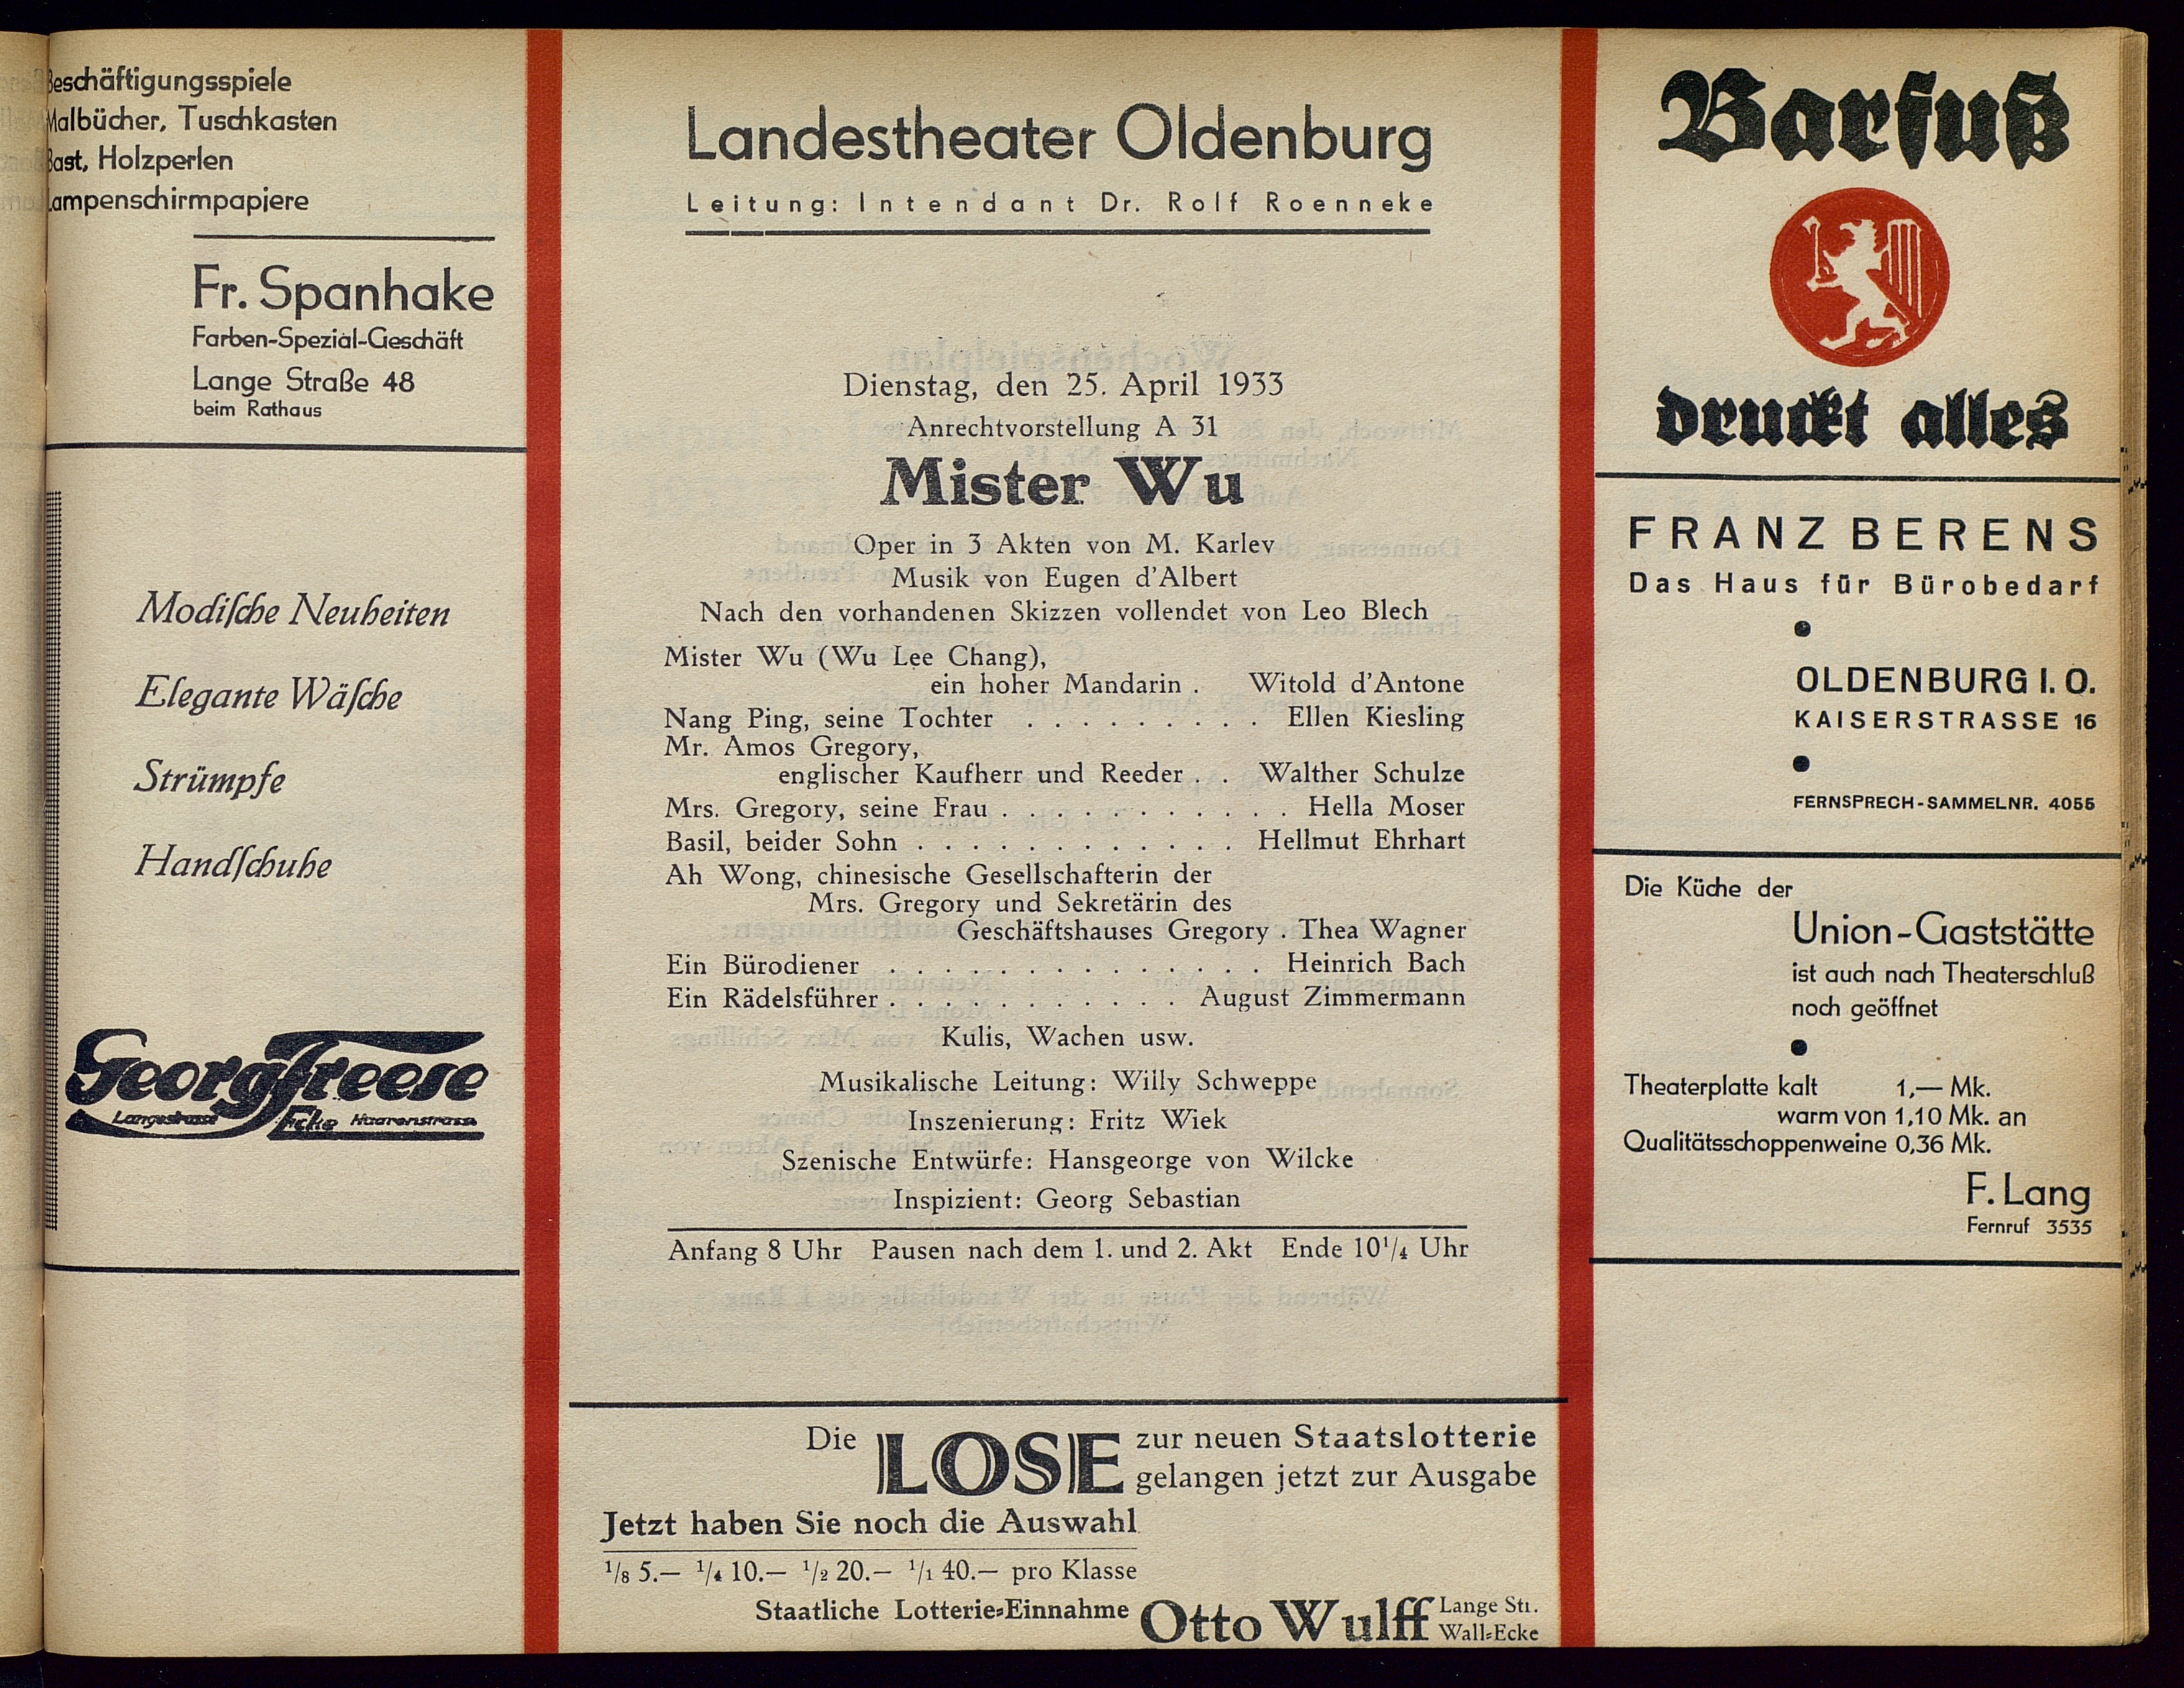 Beschäftigungsspiele
Malbücher, Tuschkasten
Bast, Holzperlen
Lampenschirmpapiere
Fr. Spanhake
Farben-Spezial-Geschäft
Lange Straße 48
beim Rathaus
Modiſche Neuheiten
Elegante Wäſche
Strümpfe
Handſchuhe
Georg Freese
Langestrasse Ecke Haarenstrasse
Landestheater Oldenburg
Leitung: Intendant Dr. Rolf Roenneke
Dienstag, den 25. April 1933
Anrechtvorstellung A 31
Mister Wu
Oper in 3 Akten von M. Karlev
Musik von Eugen d'Albert
Nach den vorhandenen Skizzen vollendet von Leo Blech
Mister Wu (Wu Lee Chang),
ein hoher Mandarin . Witold d'Antone
Nang Ping, seine Tochter . . . . . . . . . Ellen Kiesling
Mr. Amos Gregory,
englischer Kaufherr und Reeder . . Walther Schulze
Mrs. Gregory, seine Frau . . . . . . . . . . . Hella Moser
Basil, beider Sohn . . . . . . . . . . . . Hellmut Ehrhart
Ah Wong, chinesische Gesellschafterin der
Mrs. Gregory und Sekretärin des
Geschäftshauses Gregory . Thea Wagner
Ein Bürodiener . . . . . . . . . . . . . . Heinrich Bach
Ein Rädelsführer . . . . . . . . . . . . August Zimmermann
Kulis, Wachen usw.
Musikalische Leitung: Willy Schweppe
Inszenierung: Fritz Wiek
Szenische Entwürfe: Hansgeorge von Wilcke
Inspizient: Georg Sebastian
Anfang 8 Uhr Pausen nach dem 1. und 2. Akt Ende 10¹/₄ Uhr
Die LOSE zur neuen Staatslotterie
gelangen jetzt zur Ausgabe
Jetzt haben Sie noch die Auswahl
¹/₈ 5.— ¹/₄ 10.— ¹/₂ 20.— ¹/₁ 40.— pro Klasse
Staatliche Lotterie-Einnahme Otto Wulff Lange Str.
Wall-Ecke
Barfuß
druckt alles
FRANZ BERENS
Das Haus für Bürobedarf
OLDENBURG I. O.
KAISERSTRASSE 16
FERNSPRECH-SAMMELNR. 4055
Die Küche der
Union-Gaststätte
ist auch nach Theaterschluß
noch geöffnet
Theaterplatte kalt 1,— Mk.
warm von 1,10 Mk. an
Qualitätsschoppenweine 0,36 Mk.
F. Lang
Fernruf 3535